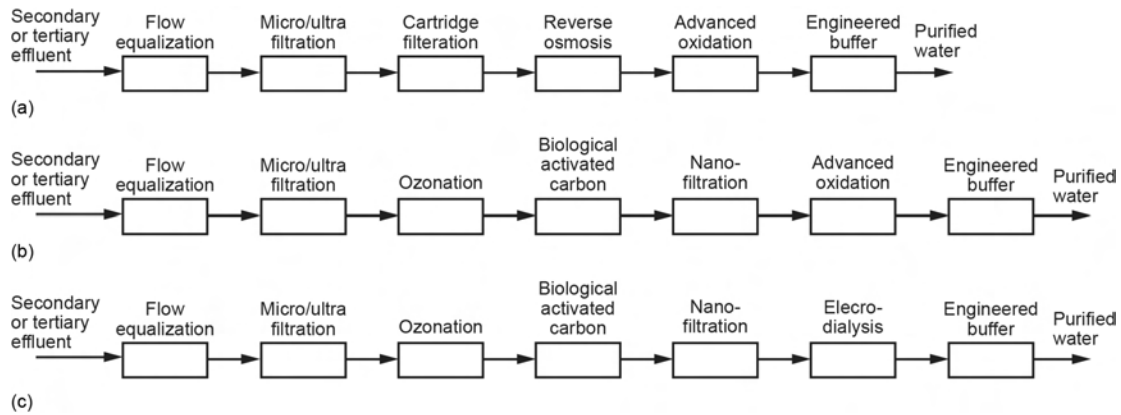 Secondary
or tertiary
effluent
Flow
equalization
Micro/ultra
filtration
Cartridge
filteration
Reverse
osmosis
Advanced
oxidation
Engineered
buffer
Purified
water
(a)
Secondary
or tertiary
effluent
Flow
equalization
Micro/ultra
filtration
Ozonation
Biological
activated
carbon
Nano-
filtration
Advanced
oxidation
Engineered
buffer
Purified
water
(b)
Secondary
or tertiary
effluent
Flow
equalization
Micro/ultra
filtration
Ozonation
Biological
activated
carbon
Nano-
filtration
Elecro-
dialysis
Engineered
buffer
Purified
water
(c)